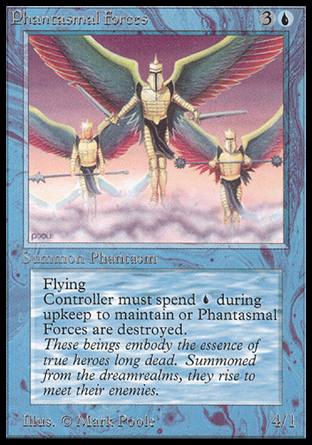 Phantasmal Forces 3
POOLE
Summon Phantasm
Flying
Controller must spend during
upkeep to maintain or Phantasmal
Forces are destroyed.
These beings embody the essence of
true heroes long dead. Summoned
from the dreamrealms, they rise to
meet their enemies.
Illus. © Mark Poole 4/1